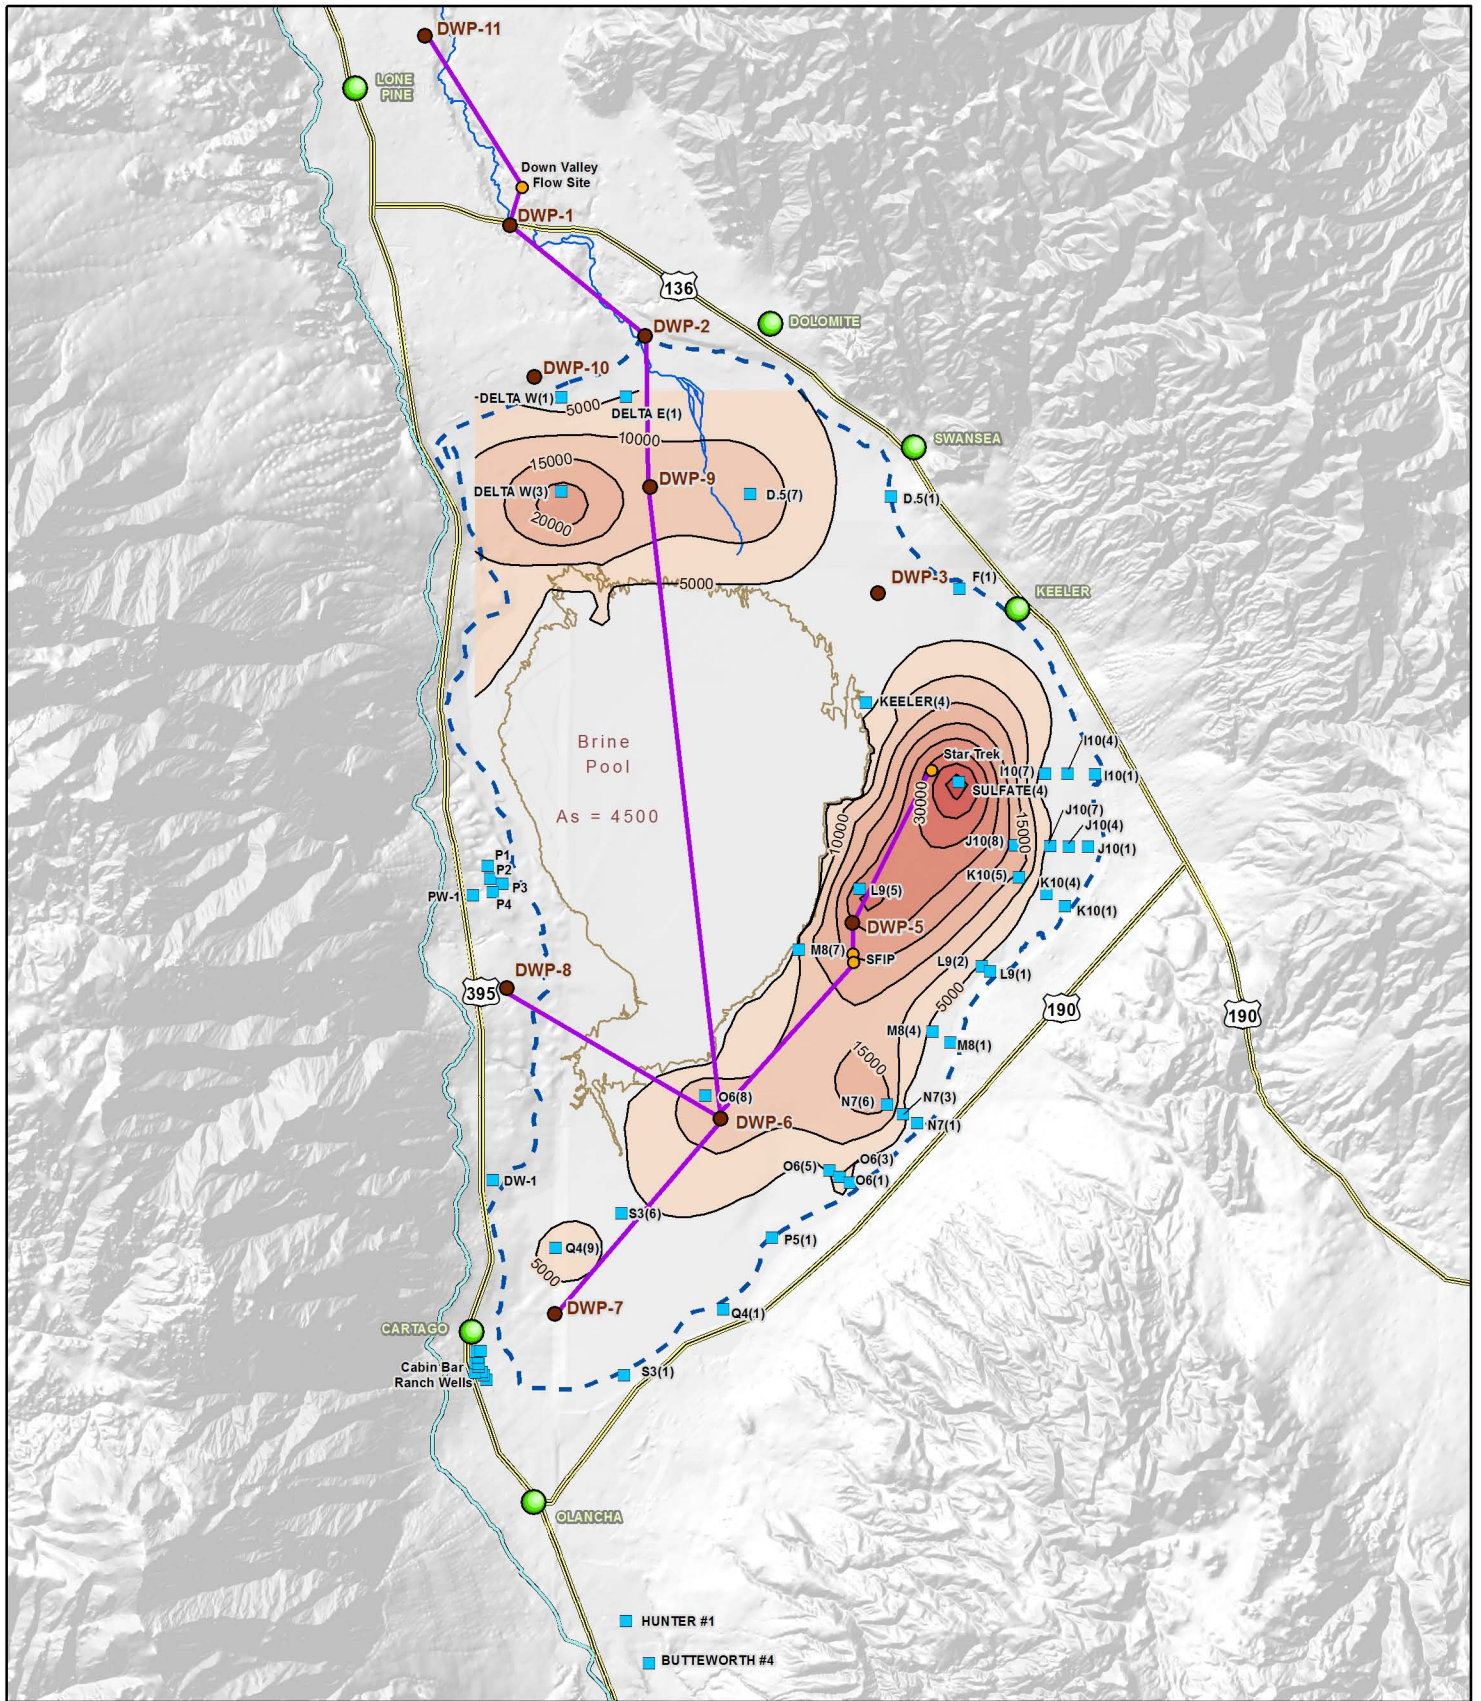 DWP-11
LONE
PINE
Down Valley
Flow Site
DWP-1
136
DOLOMITE
DWP-2
DWP-10
DELTA W(1)
5000
DELTA E(1)
10000
SWANSEA
15000
DELTA W(3)
DWP-9
D.5(7)
D.5(1)
20000
DWP-3
F(1)
5000
KEELER
KEELER(4)
Brine
Pool
I10(4)
Star Trek
I10(7)
I10(1)
SULFATE(4)
30000
As = 4500
J10(7)
10000
15000
J10(4)
J10(8)
J10(1)
P1
P2
K10(5)
K10(4)
P3
L9(5)
PW-1
P4
K10(1)
DWP-5
M8(7)
SFIP
L9(2)
L9(1)
DWP-8
395
5000
190
190
M8(4)
M8(1)
15000
O6(8)
N7(6)
N7(3)
DWP-6
N7(1)
O6(5)
O6(3)
DW-1
O6(1)
S3(6)
P5(1)
Q4(9)
5000
DWP-7
Q4(1)
CARTAGO
Cabin Bar
Ranch Wells
S3(1)
OLANCHA
HUNTER #1
BUTTEWORTH #4